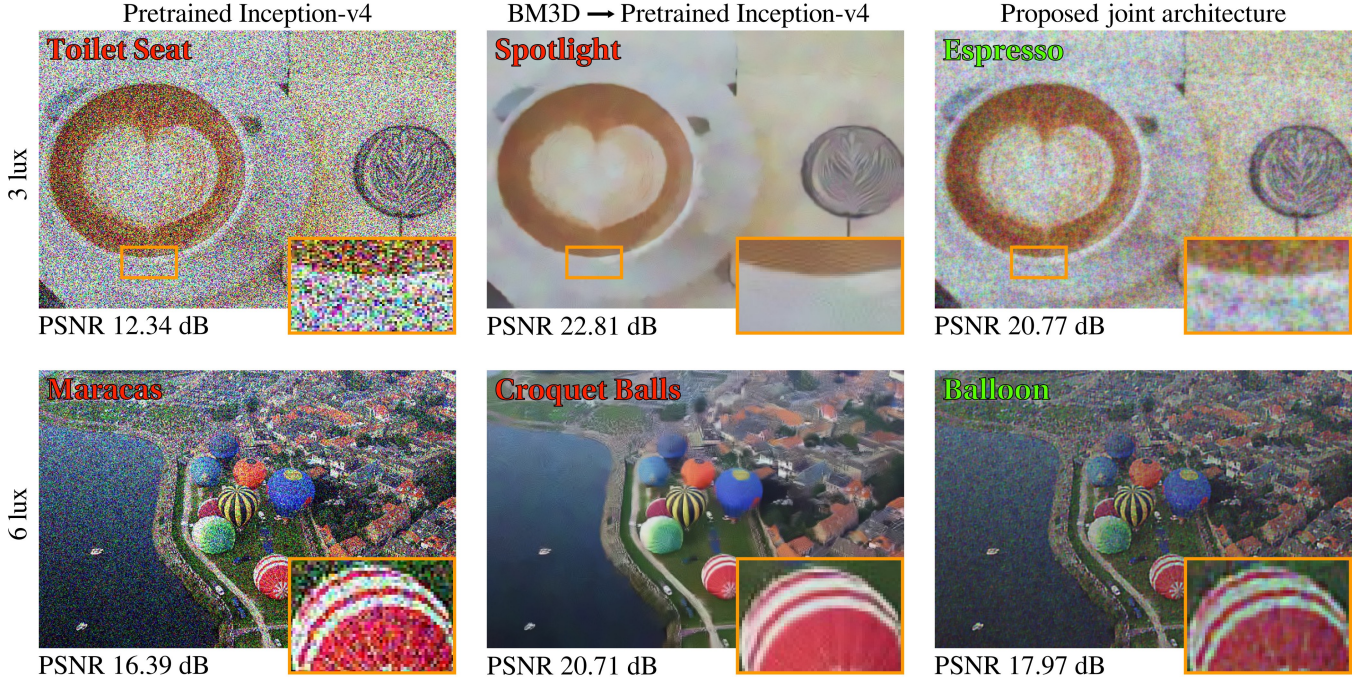 Pretrained Inception-v4
BM3D → Pretrained Inception-v4
Proposed joint architecture
3 lux
Toilet Seat
Spotlight
Espresso
PSNR 12.34 dB
PSNR 22.81 dB
PSNR 20.77 dB
6 lux
Maracas
Croquet Balls
Balloon
PSNR 16.39 dB
PSNR 20.71 dB
PSNR 17.97 dB